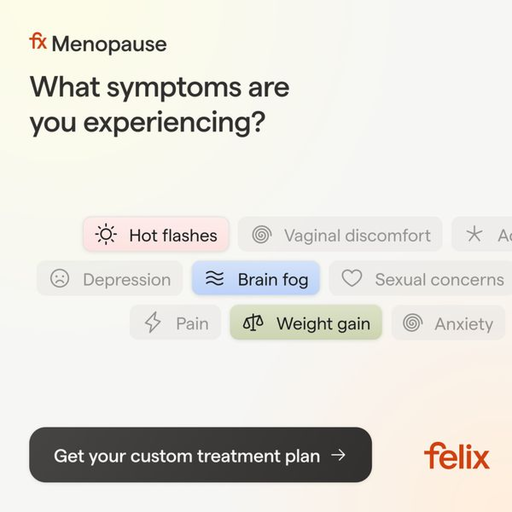 fx Menopause
What symptoms are
you experiencing?
Hot flashes Vaginal discomfort
Depression Brain fog Sexual concerns
Pain Weight gain Anxiety
Get your custom treatment plan →
felix